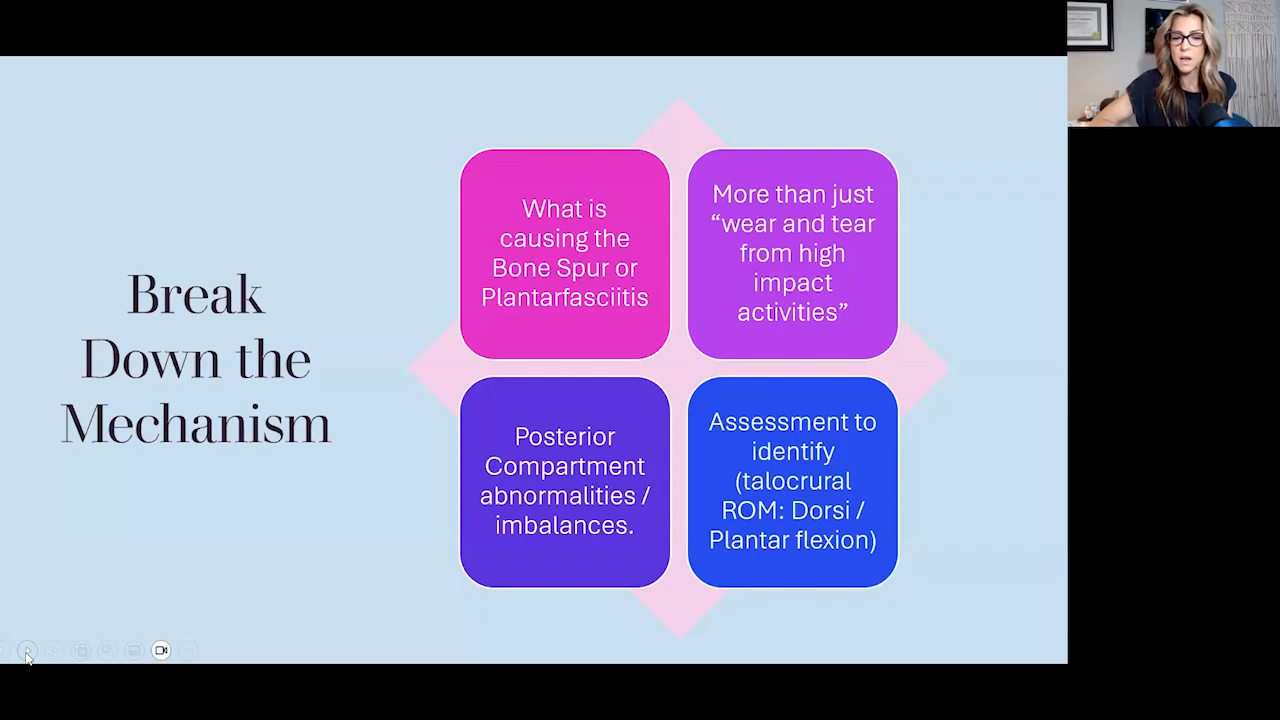 Break
Down the
Mechanism
What is
causing the
Bone Spur or
Plantarfasciitis
More than just
“wear and tear
from high
impact
activities”
Posterior
Compartment
abnormalities /
imbalances.
Assessment to
identify
(talocrural
ROM: Dorsi /
Plantar flexion)